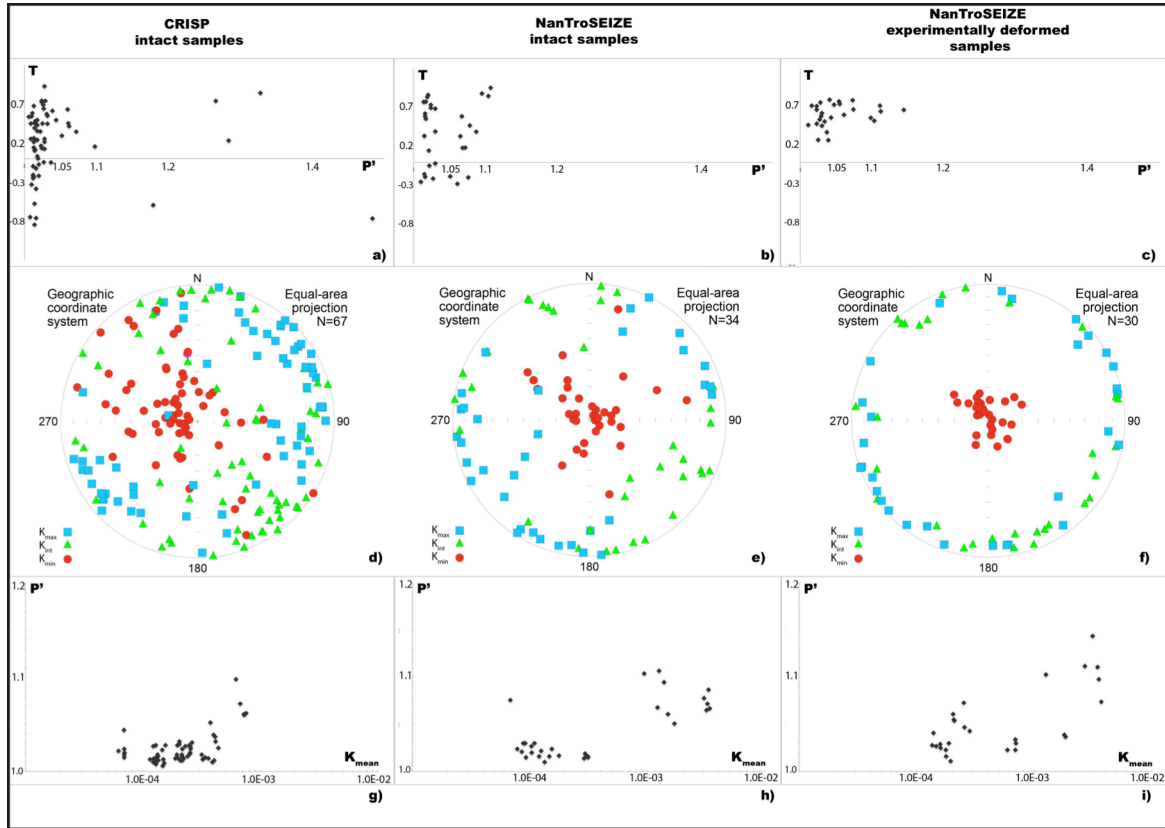 CRISP
intact samples
NanTroSEIZE
intact samples
NanTroSEIZE
experimentally deformed
samples
T
0.7
0.2
-0.3
-0.8
1.05
1.1
1.2
1.4
P'
a)
T
0.7
0.2
-0.3
-0.8
1.05
1.1
1.2
1.4
P'
b)
T
0.7
0.2
-0.3
-0.8
1.05
1.1
1.2
1.4
P'
c)
Geographic
coordinate
system
N
Equal-area
projection
N=67
270
90
180
Kmax
Kint
Kmin
d)
Geographic
coordinate
system
N
Equal-area
projection
N=34
270
90
180
Kmax
Kint
Kmin
e)
Geographic
coordinate
system
N
Equal-area
projection
N=30
270
90
180
Kmax
Kint
Kmin
f)
1.2
P'
1.1
1.0
Kmean
1.0E-04
1.0E-03
1.0E-02
g)
1.2
P'
1.1
1.0
Kmean
1.0E-04
1.0E-03
1.0E-02
h)
1.2
P'
1.1
1.0
Kmean
1.0E-04
1.0E-03
1.0E-02
i)